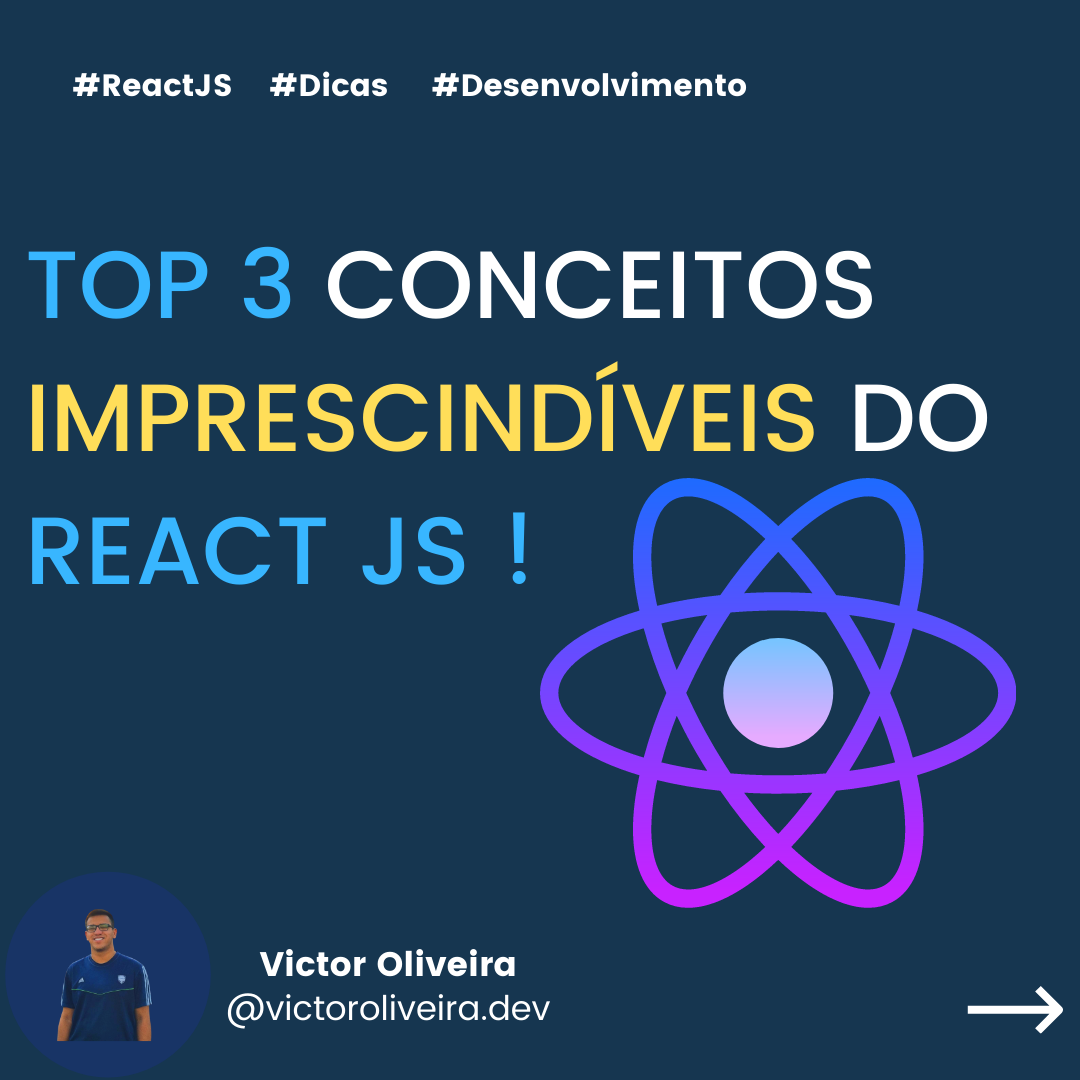 #ReactJS #Dicas #Desenvolvimento
TOP 3 CONCEITOS
IMPRESCINDÍVEIS DO
REACT JS !
Victor Oliveira
@victoroliveira.dev